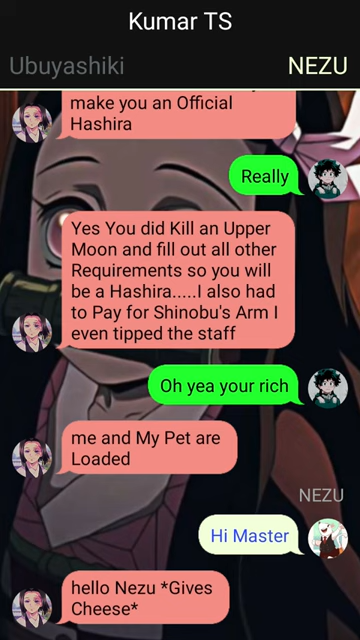 Kumar TS
Ubuyashiki
NEZU
make you an Official
Hashira
Really
Yes You did Kill an Upper
Moon and fill out all other
Requirements so you will
be a Hashira.....I also had
to Pay for Shinobu's Arm I
even tipped the staff
Oh yea your rich
me and My Pet are
Loaded
NEZU
Hi Master
hello Nezu *Gives
Cheese*